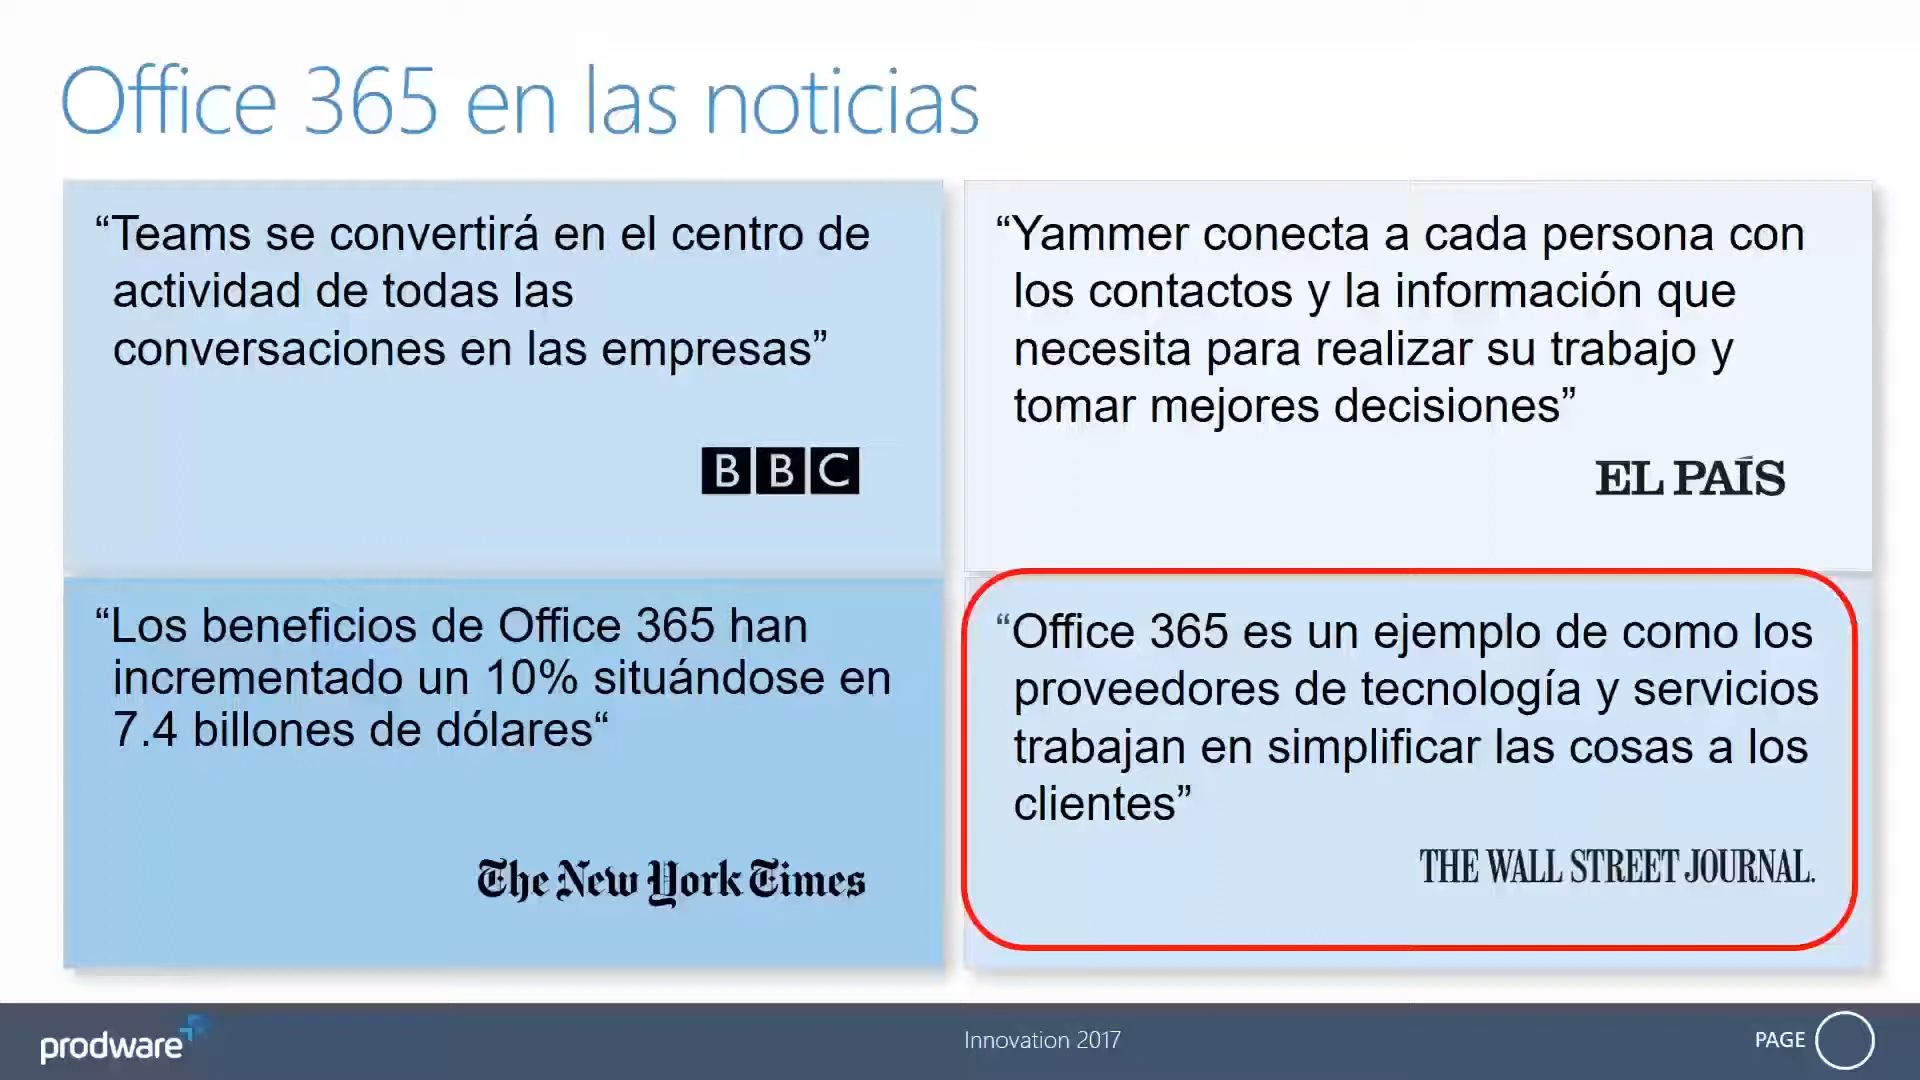 Office 365 en las noticias
“Teams se convertirá en el centro de
actividad de todas las
conversaciones en las empresas”
BBC
“Yammer conecta a cada persona con
los contactos y la información que
necesita para realizar su trabajo y
tomar mejores decisiones”
EL PAÍS
“Los beneficios de Office 365 han
incrementado un 10% situándose en
7.4 billones de dólares“
The New York Times
“Office 365 es un ejemplo de como los
proveedores de tecnología y servicios
trabajan en simplificar las cosas a los
clientes”
THE WALL STREET JOURNAL.
prodware
Innovation 2017
PAGE